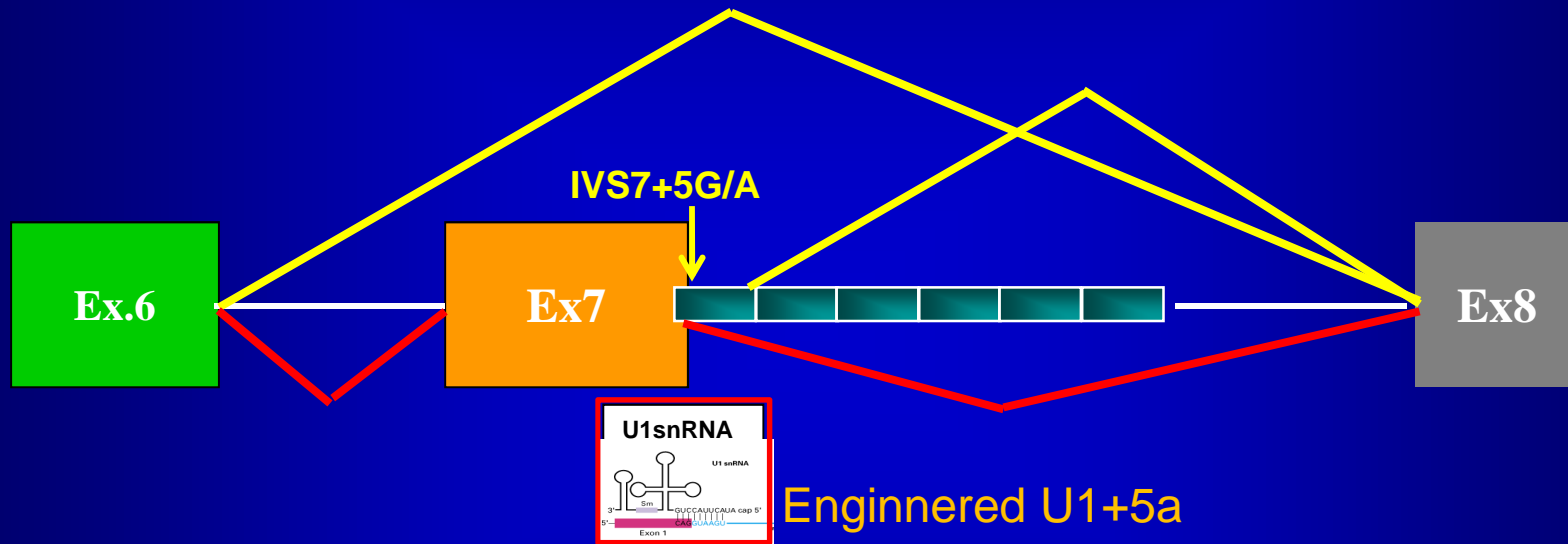 IVS7+5G/A
Ex.6
Ex7
Ex8
U1snRNA
U1 snRNA
Sm
3' GUCCAUUCAUA cap 5'
5' CAGGUAAGU
Exon 1
Enginnered U1+5a